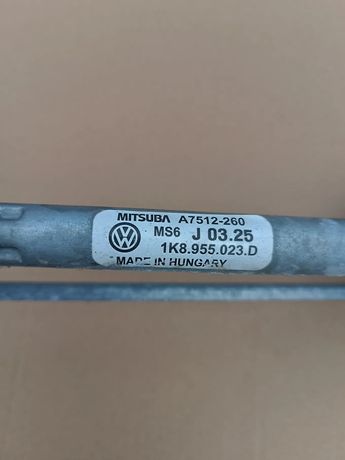 MITSUBA A7512-260
MS6 J 03.25
1K8.955.023.D
MADE IN HUNGARY